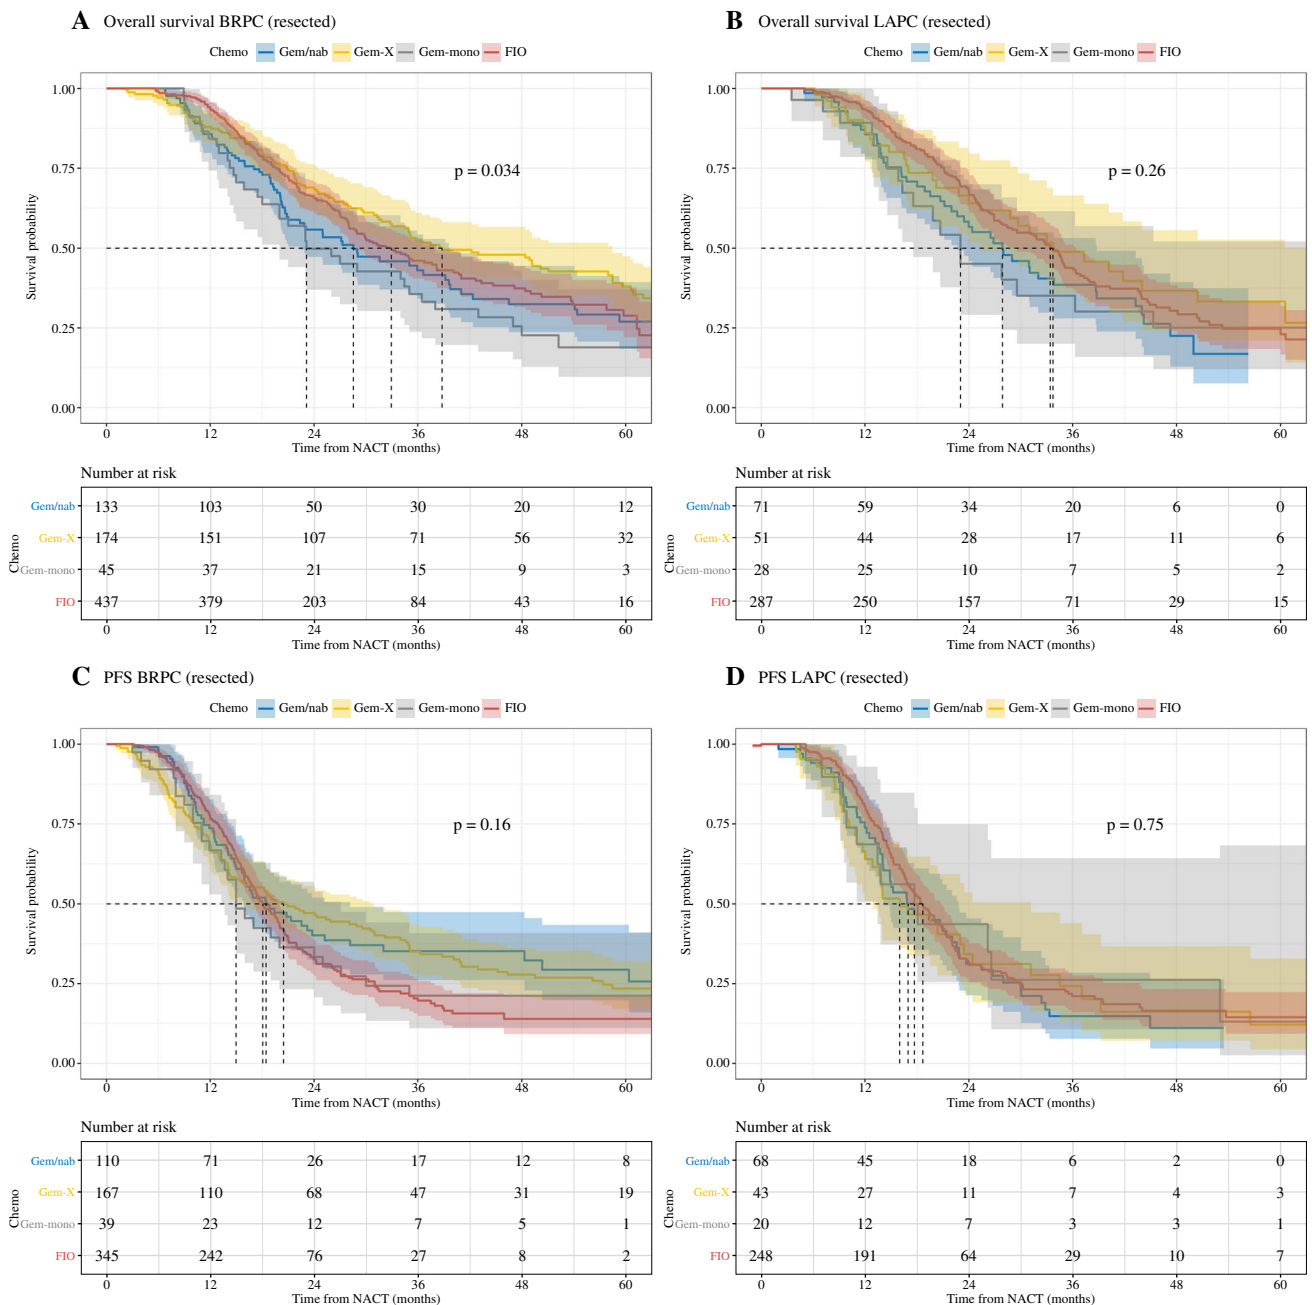 A Overall survival BRPC (resected)
Chemo Gem/nab Gem-X Gem-mono FIO
Survival probability
1.00
0.75
0.50
0.25
0.00
p = 0.034
0 12 24 36 48 60
Time from NACT (months)
Number at risk
Chemo
Gem/nab 133 103 50 30 20 12
Gem-X 174 151 107 71 56 32
Gem-mono 45 37 21 15 9 3
FIO 437 379 203 84 43 16
0 12 24 36 48 60
Time from NACT (months)
B Overall survival LAPC (resected)
Chemo Gem/nab Gem-X Gem-mono FIO
Survival probability
1.00
0.75
0.50
0.25
0.00
p = 0.26
0 12 24 36 48 60
Time from NACT (months)
Number at risk
Chemo
Gem/nab 71 59 34 20 6 0
Gem-X 51 44 28 17 11 6
Gem-mono 28 25 10 7 5 2
FIO 287 250 157 71 29 15
0 12 24 36 48 60
Time from NACT (months)
C PFS BRPC (resected)
Chemo Gem/nab Gem-X Gem-mono FIO
Survival probability
1.00
0.75
0.50
0.25
0.00
p = 0.16
0 12 24 36 48 60
Time from NACT (months)
Number at risk
Chemo
Gem/nab 110 71 26 17 12 8
Gem-X 167 110 68 47 31 19
Gem-mono 39 23 12 7 5 1
FIO 345 242 76 27 8 2
0 12 24 36 48 60
Time from NACT (months)
D PFS LAPC (resected)
Chemo Gem/nab Gem-X Gem-mono FIO
Survival probability
1.00
0.75
0.50
0.25
0.00
p = 0.75
0 12 24 36 48 60
Time from NACT (months)
Number at risk
Chemo
Gem/nab 68 45 18 6 2 0
Gem-X 43 27 11 7 4 3
Gem-mono 20 12 7 3 3 1
FIO 248 191 64 29 10 7
0 12 24 36 48 60
Time from NACT (months)